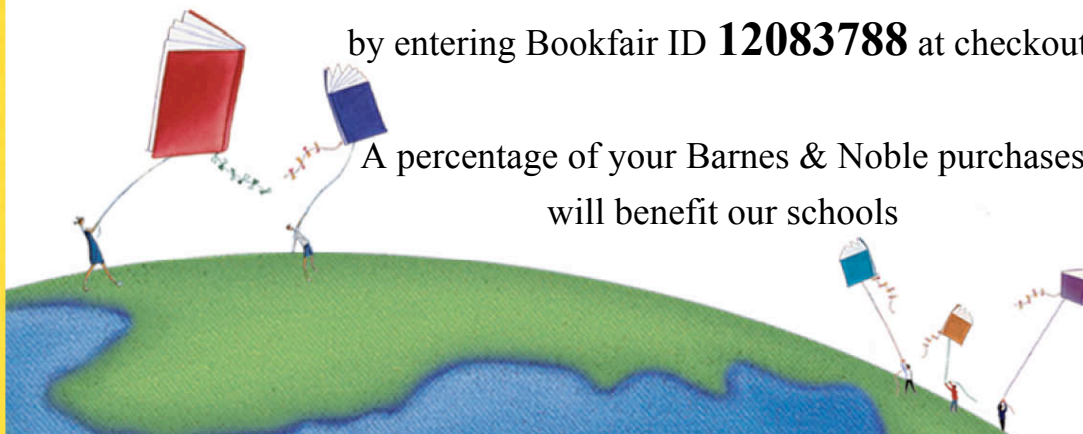 by entering Bookfair ID 12083788 at checkout
A percentage of your Barnes & Noble purchases
will benefit our schools